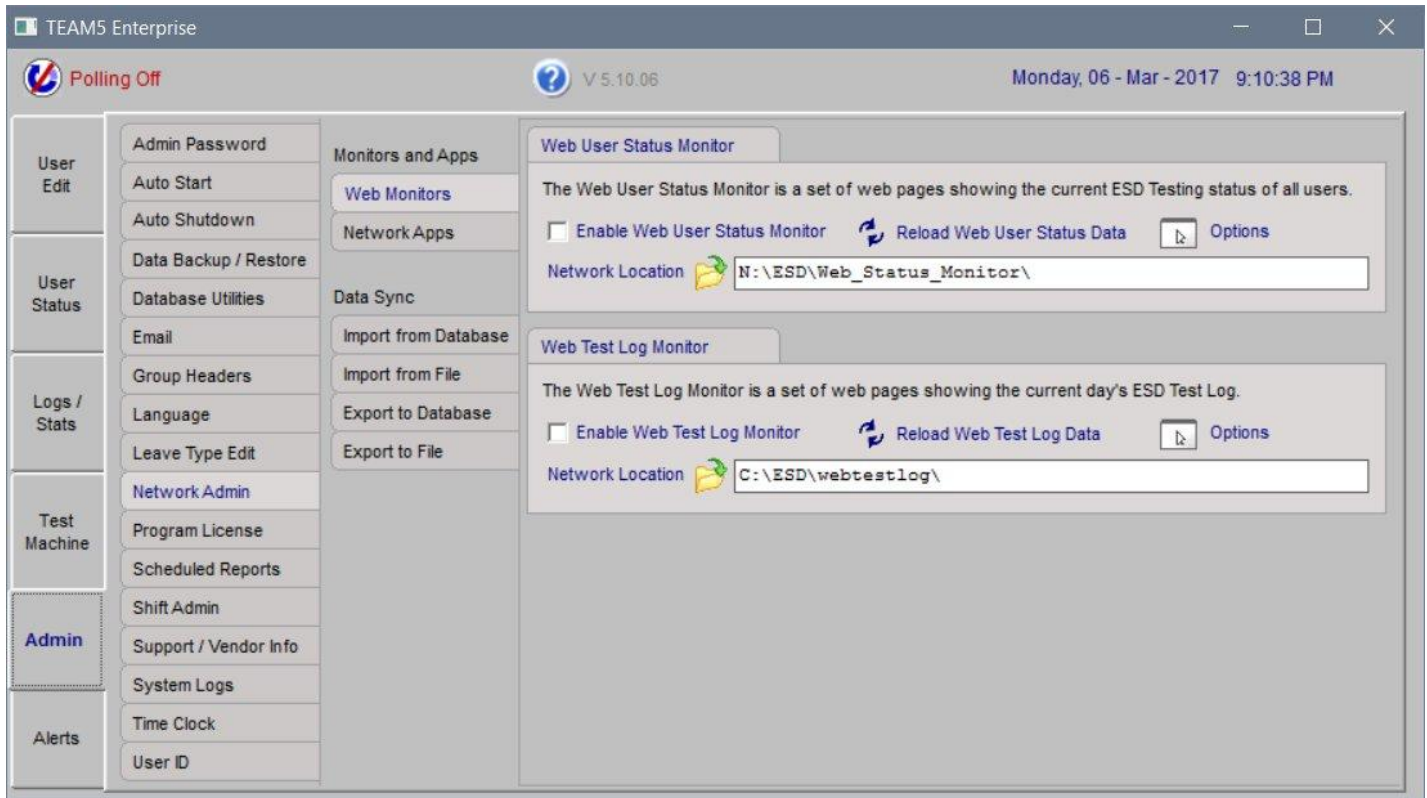 TEAM5 Enterprise
Polling Off
V 5.10.06
Monday, 06 - Mar - 2017 9:10:38 PM
User
Edit
User
Status
Logs /
Stats
Test
Machine
Admin
Alerts
Admin Password
Auto Start
Auto Shutdown
Data Backup / Restore
Database Utilities
Email
Group Headers
Language
Leave Type Edit
Network Admin
Program License
Scheduled Reports
Shift Admin
Support / Vendor Info
System Logs
Time Clock
User ID
Monitors and Apps
Web Monitors
Network Apps
Data Sync
Import from Database
Import from File
Export to Database
Export to File
Web User Status Monitor
The Web User Status Monitor is a set of web pages showing the current ESD Testing status of all users.
Enable Web User Status Monitor Reload Web User Status Data Options
Network Location N:\ESD\Web_Status_Monitor\
Web Test Log Monitor
The Web Test Log Monitor is a set of web pages showing the current day's ESD Test Log.
Enable Web Test Log Monitor Reload Web Test Log Data Options
Network Location C:\ESD\webtestlog\